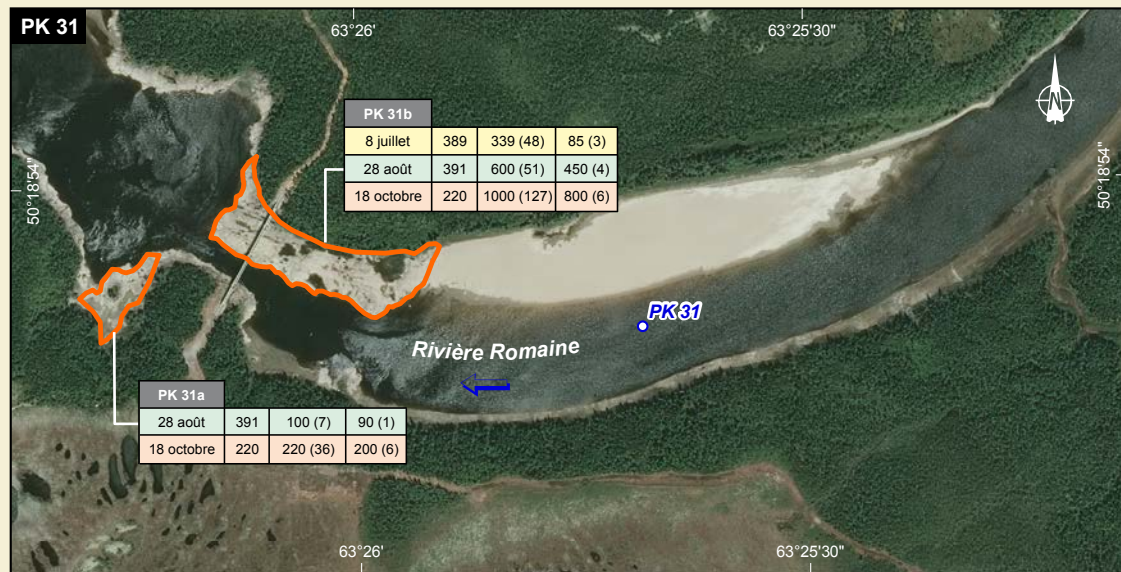 PK 31
63°26'
63°25'30"
N
PK 31b
8 juillet 389 339 (48) 85 (3)
28 août 391 600 (51) 450 (4)
18 octobre 220 1000 (127) 800 (6)
50°18'54"
50°18'54"
PK 31
Rivière Romaine
PK 31a
28 août 391 100 (7) 90 (1)
18 octobre 220 220 (36) 200 (6)
63°26'
63°25'30"